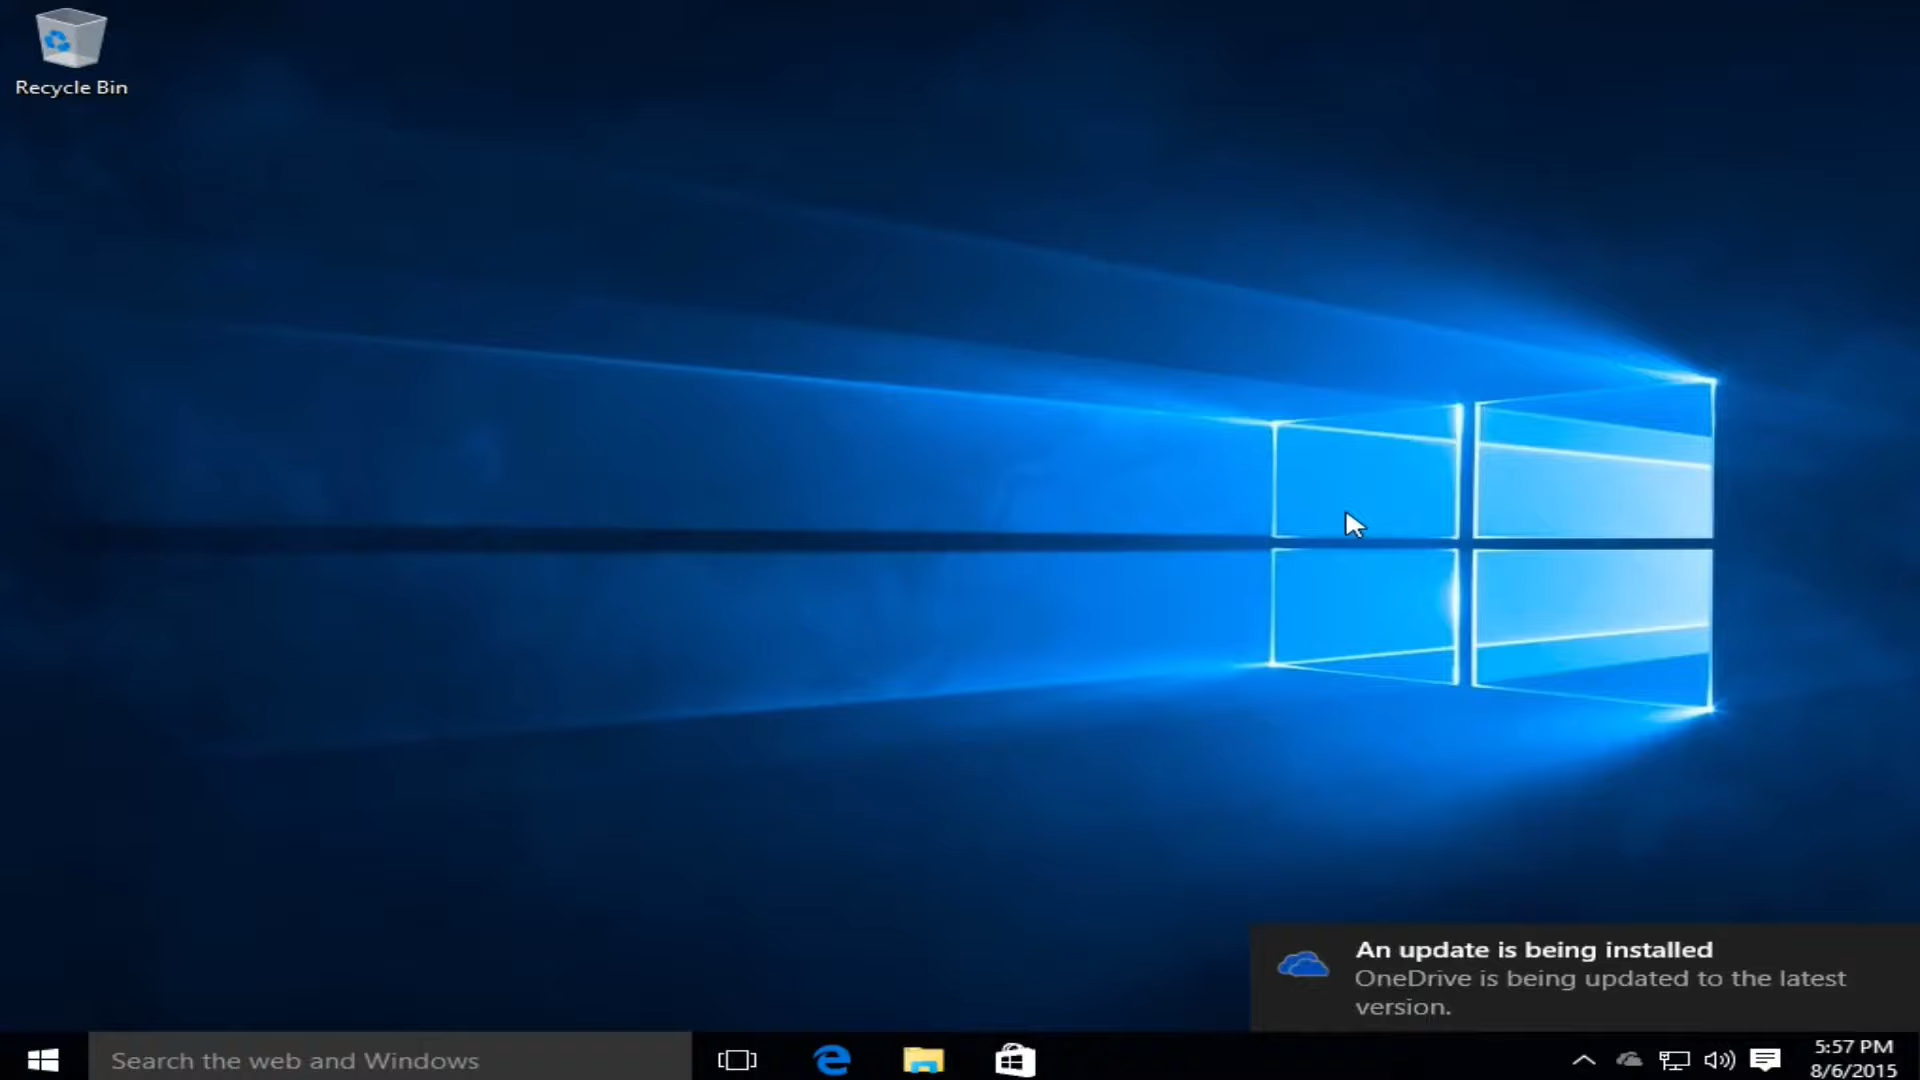 Recycle Bin
An update is being installed
OneDrive is being updated to the latest
version.
Search the web and Windows
5:57 PM
8/6/2015